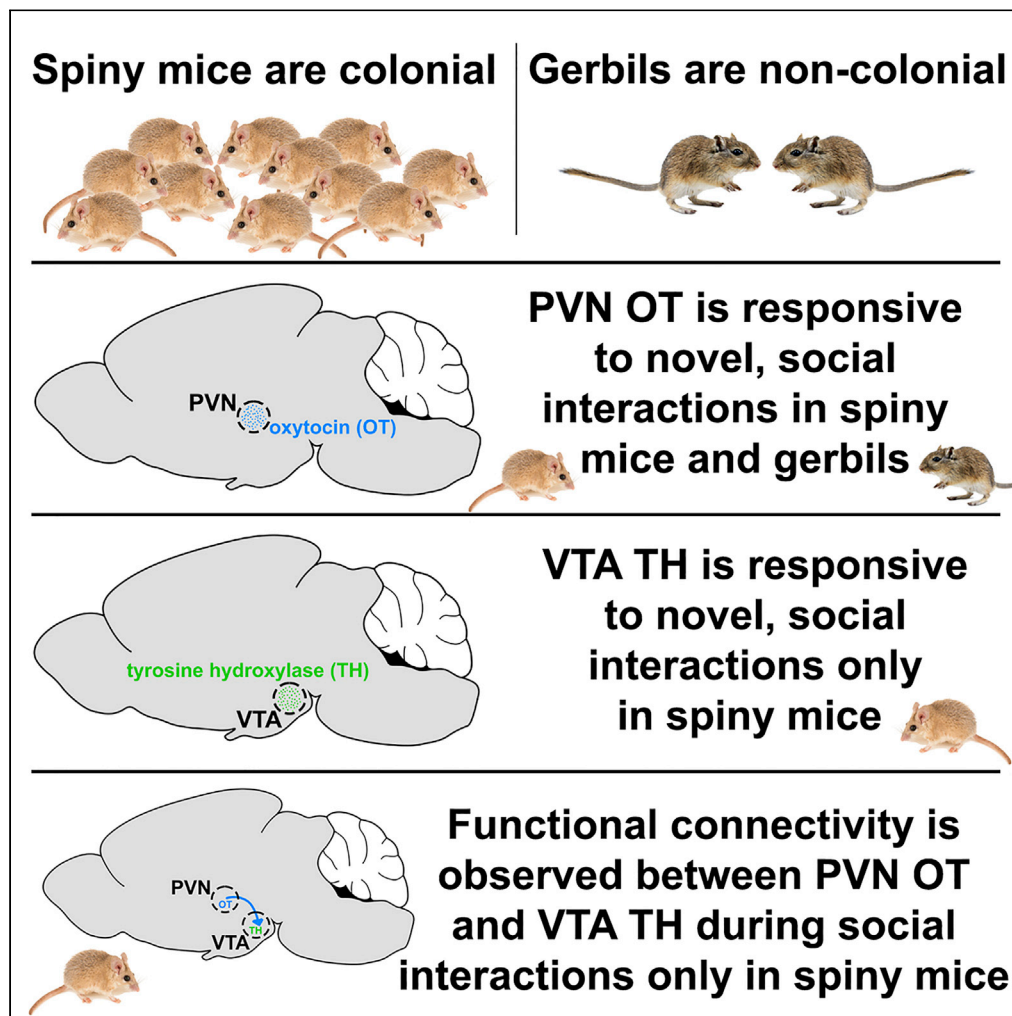 Spiny mice are colonial
Gerbils are non-colonial
PVN
oxytocin (OT)
PVN OT is responsive
to novel, social
interactions in spiny
mice and gerbils
tyrosine hydroxylase (TH)
VTA
VTA TH is responsive
to novel, social
interactions only
in spiny mice
PVN
OT
VTA
TH
Functional connectivity is
observed between PVN OT
and VTA TH during social
interactions only in spiny mice